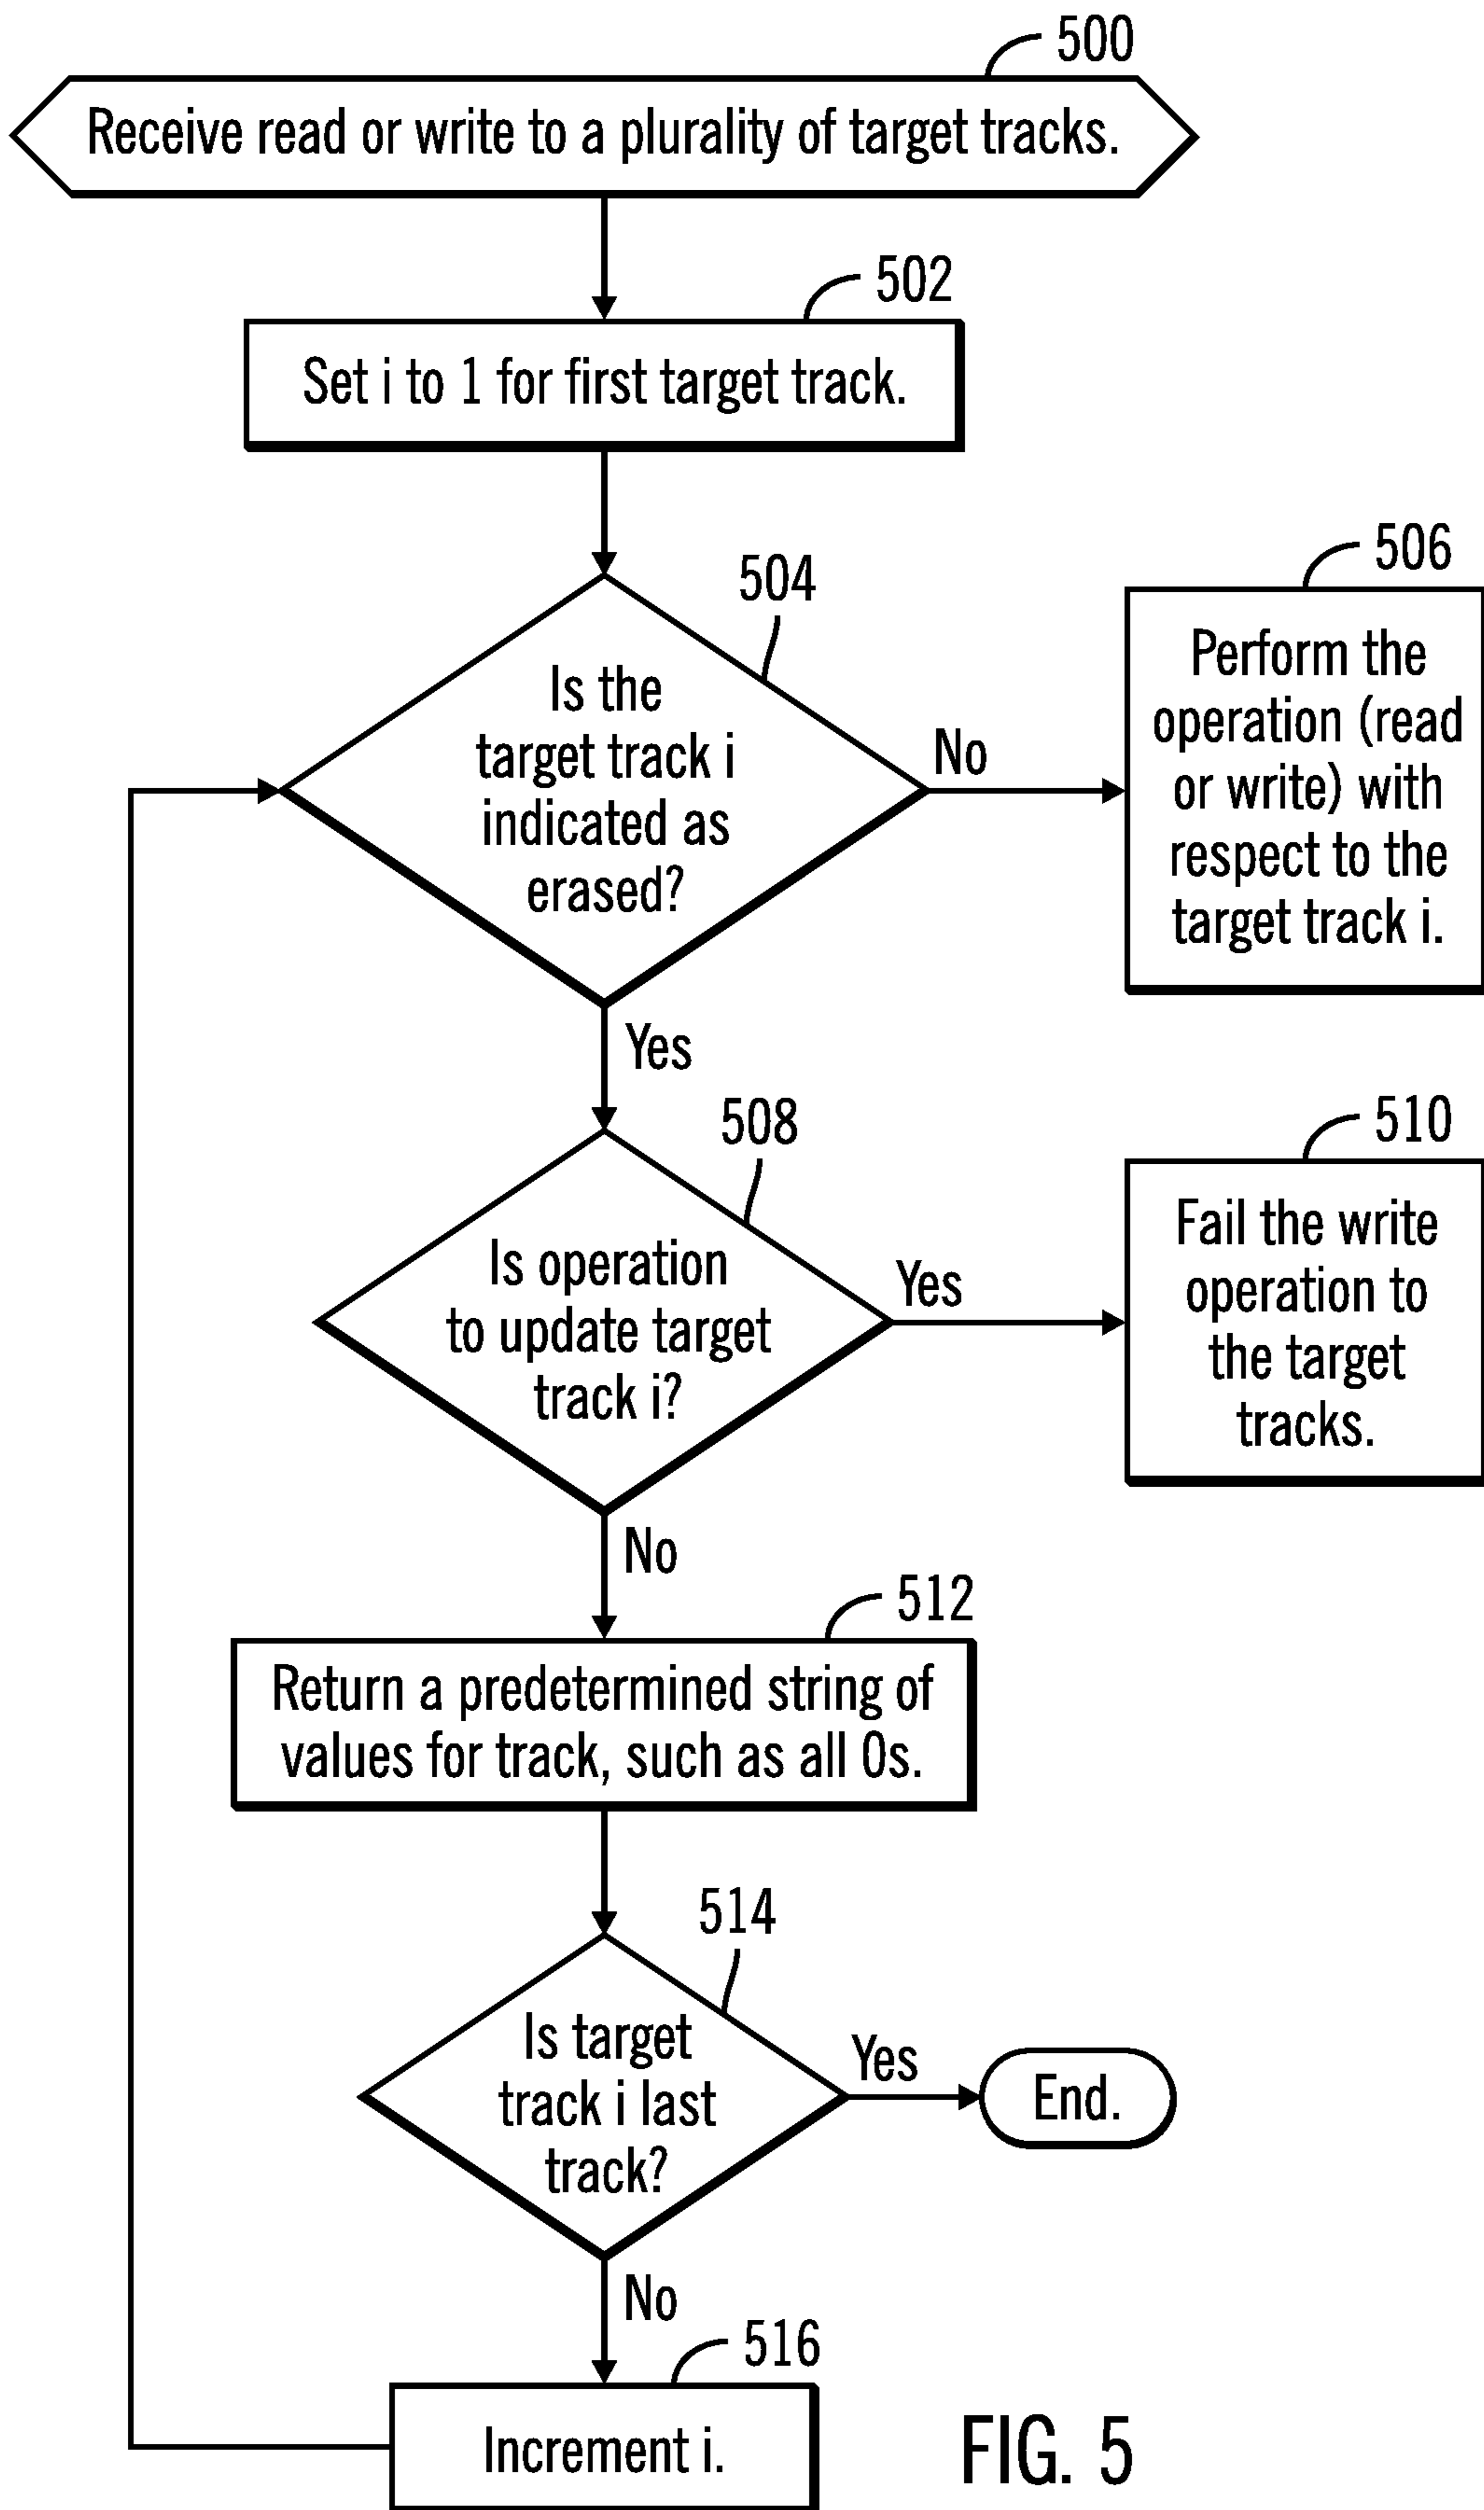 500
Receive read or write to a plurality of target tracks.
502
Set i to 1 for first target track.
504
Is the
target track i
indicated as
erased?
No
506
Perform the
operation (read
or write) with
respect to the
target track i.
Yes
508
Is operation
to update target
track i?
Yes
510
Fail the write
operation to
the target
tracks.
No
512
Return a predetermined string of
values for track, such as all 0s.
514
Is target
track i last
track?
Yes
End.
No
516
Increment i.
FIG. 5